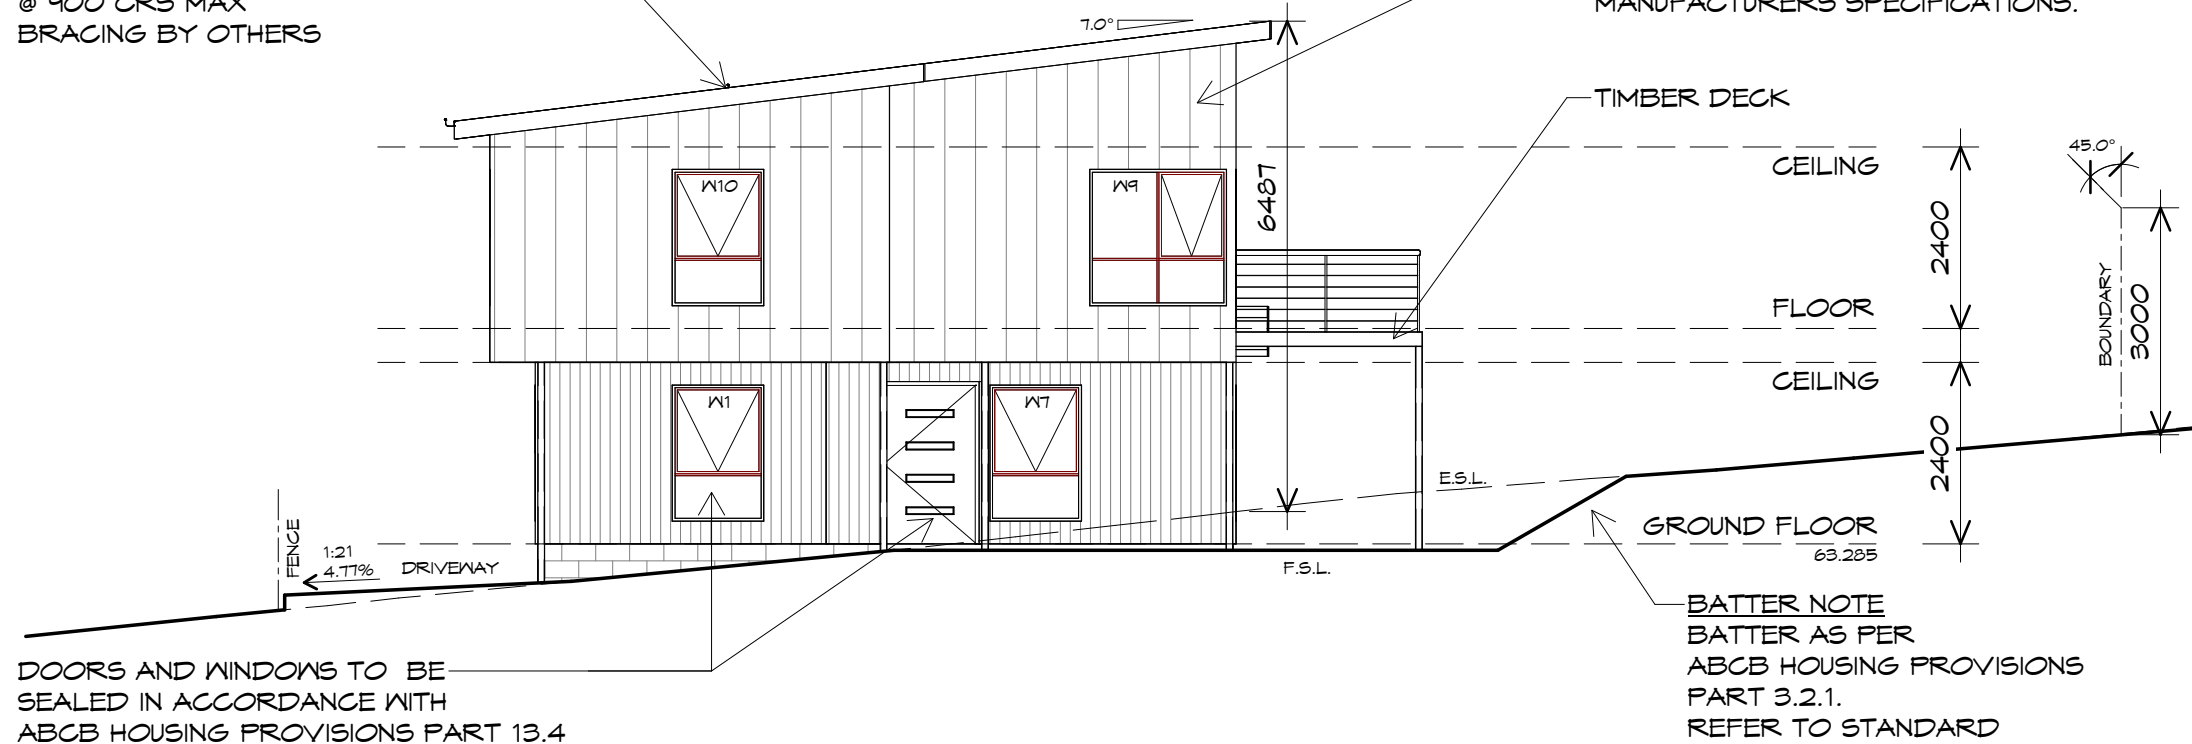 @ 900 CRS MAX
BRACING BY OTHERS
MANUFACTURERS SPECIFICATIONS.
7.0°
TIMBER DECK
45.0°
CEILING
W10
W9
6487
2400
BOUNDARY
3000
FLOOR
CEILING
W1
W7
2400
E.S.L.
GROUND FLOOR
63.285
FENCE
1:21
4.77%
DRIVEWAY
F.S.L.
BATTER NOTE
BATTER AS PER
ABCB HOUSING PROVISIONS
PART 3.2.1.
REFER TO STANDARD
DOORS AND WINDOWS TO BE
SEALED IN ACCORDANCE WITH
ABCB HOUSING PROVISIONS PART 13.4